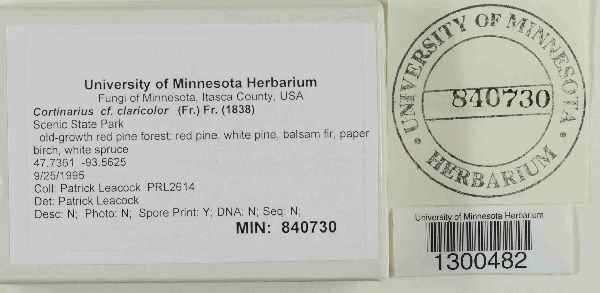 University of Minnesota Herbarium
Fungi of Minnesota, Itasca County, USA
Cortinarius cf. claricolor (Fr.) Fr. (1838)
Scenic State Park
old-growth red pine forest: red pine, white pine, balsam fir, paper
birch, white spruce
47.7361 -93.5625
9/25/1995
Coll: Patrick Leacock PRL2614
Det: Patrick Leacock
Desc: N; Photo: N; Spore Print: Y; DNA: N; Seq: N;
MIN: 840730
UNIVERSITY OF MINNESOTA
840730
HERBARIUM
University of Minnesota Herbarium
1300482